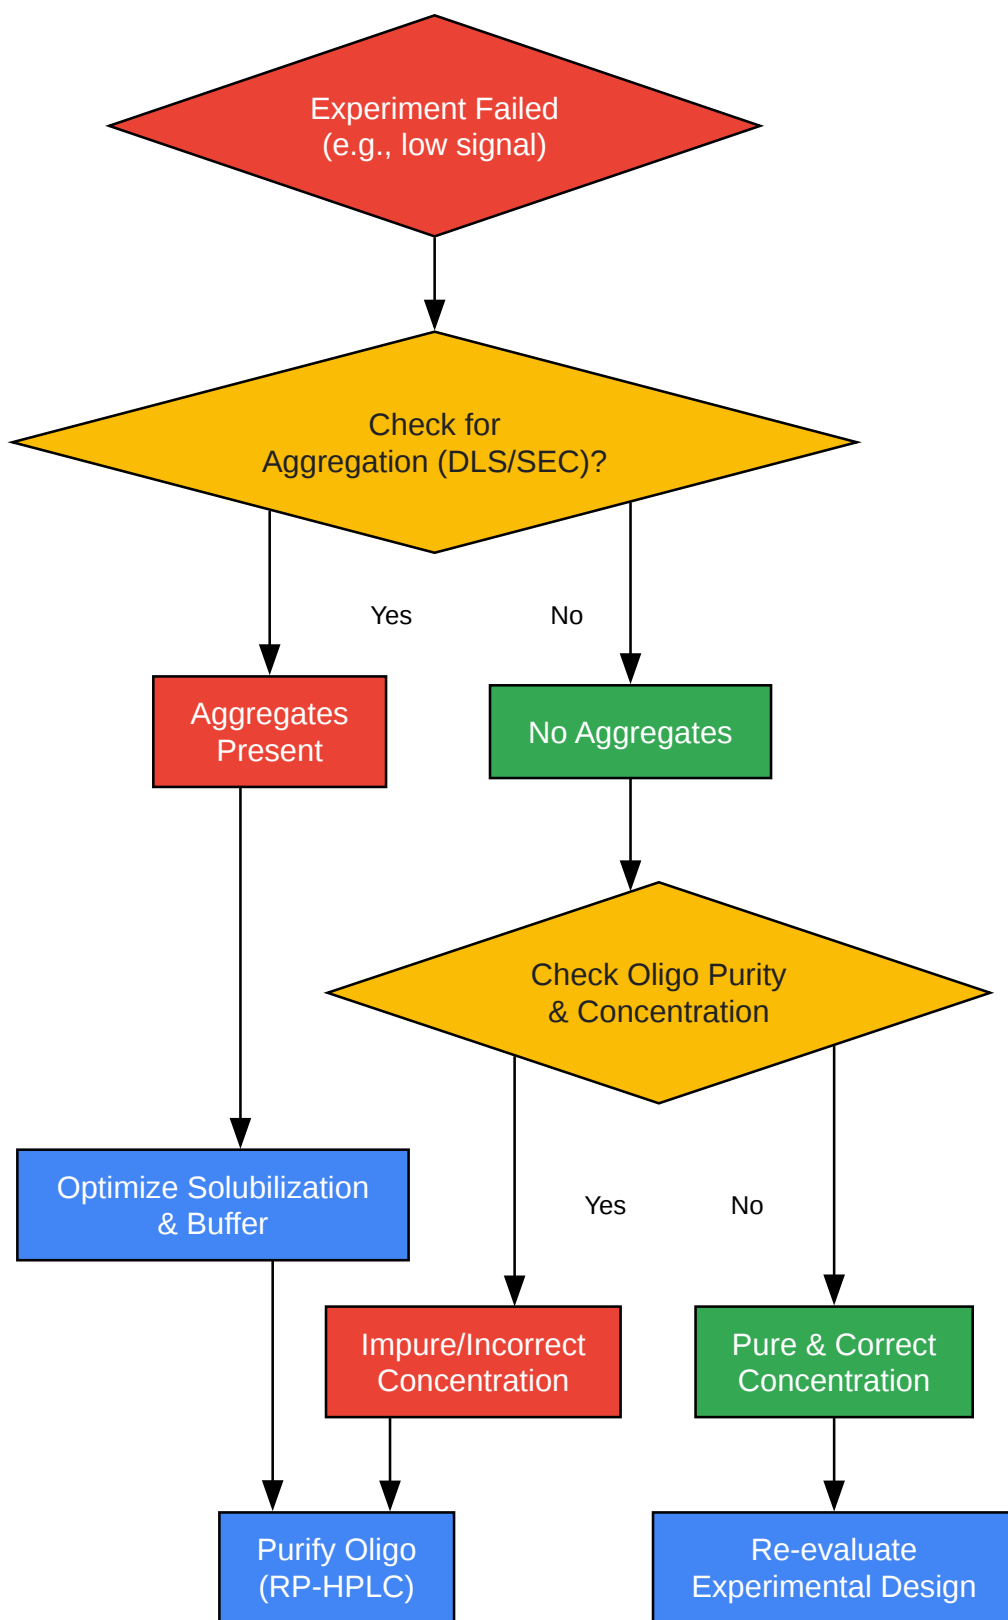 Experiment Failed
(e.g., low signal)
Check for
Aggregation (DLS/SEC)?
Yes
No
Aggregates
Present
No Aggregates
Check Oligo Purity
& Concentration
Optimize Solubilization
& Buffer
Yes
No
Impure/Incorrect
Concentration
Pure & Correct
Concentration
Purify Oligo
(RP-HPLC)
Re-evaluate
Experimental Design